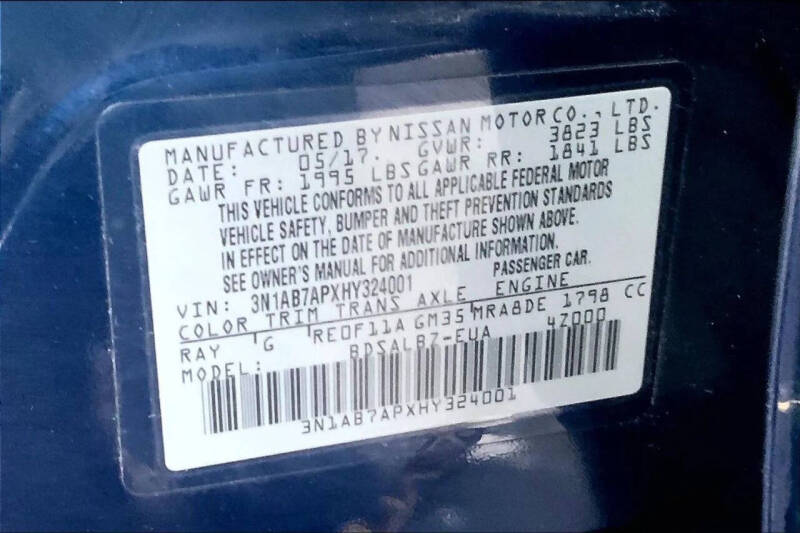 MANUFACTURED BY NISSAN MOTOR CO., LTD.
DATE: 05/17. GVWR: 3823 LBS
GAWR FR: 1995 LBS GAWR RR: 1841 LBS
THIS VEHICLE CONFORMS TO ALL APPLICABLE FEDERAL MOTOR
VEHICLE SAFETY, BUMPER AND THEFT PREVENTION STANDARDS
IN EFFECT ON THE DATE OF MANUFACTURE SHOWN ABOVE.
SEE OWNER'S MANUAL FOR ADDITIONAL INFORMATION.
VIN: 3N1AB7APXHY324001 PASSENGER CAR.
COLOR TRIM TRANS AXLE ENGINE
RAY G RE0F11A GM35 MRA8DE 1798 CC
MODEL: BDSALBZ-EUA 4Z000
3N1AB7APXHY324001